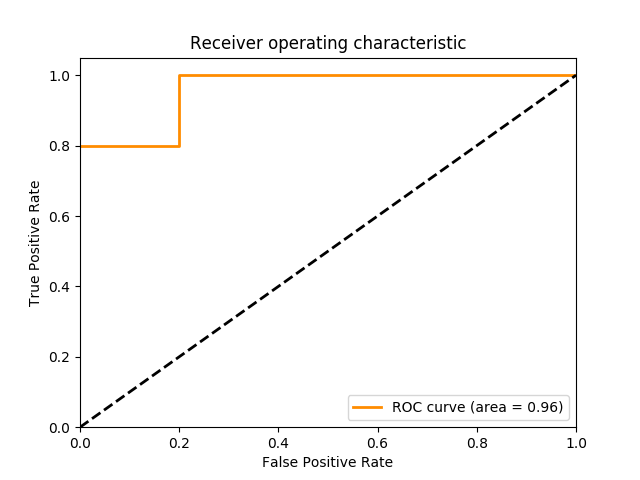 Receiver operating characteristic
True Positive Rate
1.0
0.8
0.6
0.4
0.2
0.0
0.0 0.2 0.4 0.6 0.8 1.0
False Positive Rate
ROC curve (area = 0.96)